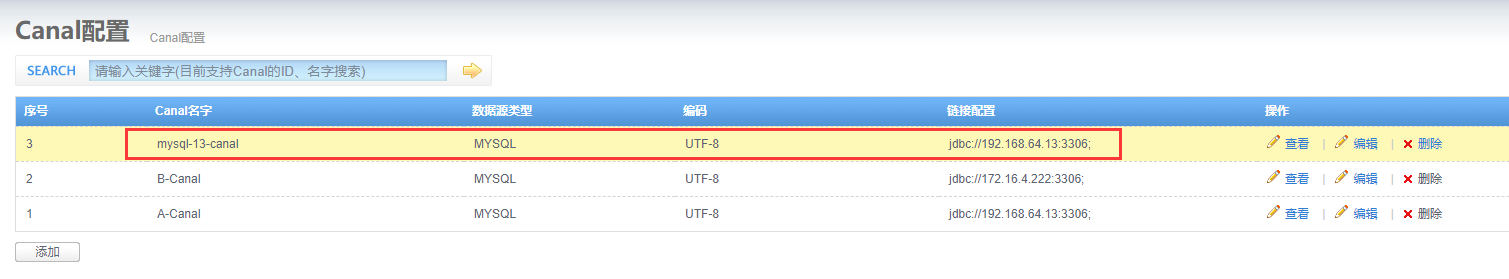 Canal配置 Canal配置
SEARCH 请输入关键字(目前支持Canal的ID、名字搜索)
序号 Canal名字 数据源类型 编码 链接配置 操作
3 mysql-13-canal MYSQL UTF-8 jdbc://192.168.64.13:3306; 查看 | 编辑 | 删除
2 B-Canal MYSQL UTF-8 jdbc://172.16.4.222:3306; 查看 | 编辑 | 删除
1 A-Canal MYSQL UTF-8 jdbc://192.168.64.13:3306; 查看 | 编辑 | 删除
添加